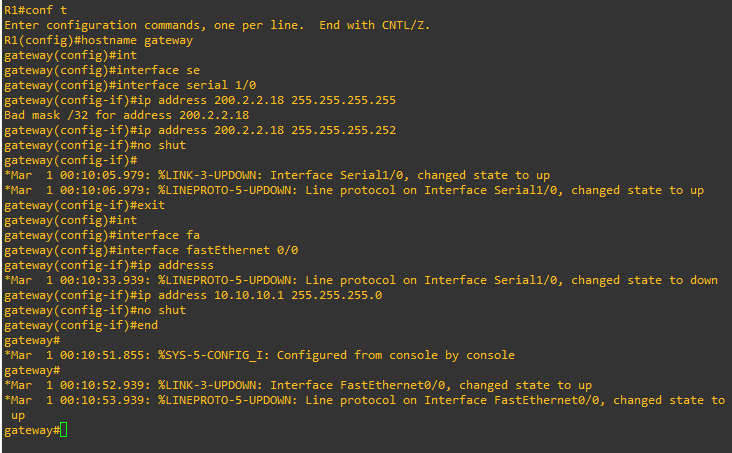 R1#conf t
Enter configuration commands, one per line.  End with CNTL/Z.
R1(config)#hostname gateway
gateway(config)#int
gateway(config)#interface se
gateway(config)#interface serial 1/0
gateway(config-if)#ip address 200.2.2.18 255.255.255.255
Bad mask /32 for address 200.2.2.18
gateway(config-if)#ip address 200.2.2.18 255.255.255.252
gateway(config-if)#no shut
gateway(config-if)#
*Mar  1 00:10:05.979: %LINK-3-UPDOWN: Interface Serial1/0, changed state to up
*Mar  1 00:10:06.979: %LINEPROTO-5-UPDOWN: Line protocol on Interface Serial1/0, changed state to up
gateway(config-if)#exit
gateway(config)#int
gateway(config)#interface fa
gateway(config)#interface fastEthernet 0/0
gateway(config-if)#ip addresss
*Mar  1 00:10:33.939: %LINEPROTO-5-UPDOWN: Line protocol on Interface Serial1/0, changed state to down
gateway(config-if)#ip address 10.10.10.1 255.255.255.0
gateway(config-if)#no shut
gateway(config-if)#end
gateway#
*Mar  1 00:10:51.855: %SYS-5-CONFIG_I: Configured from console by console
gateway#
*Mar  1 00:10:52.939: %LINK-3-UPDOWN: Interface FastEthernet0/0, changed state to up
*Mar  1 00:10:53.939: %LINEPROTO-5-UPDOWN: Line protocol on Interface FastEthernet0/0, changed state to
up
gateway#